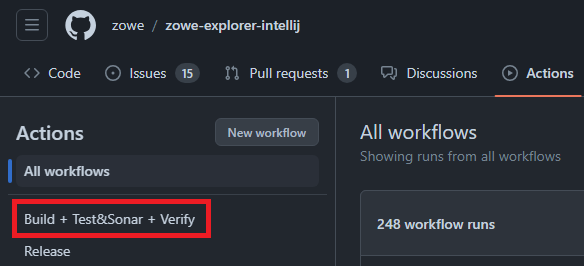 zowe / zowe-explorer-intellij
Code Issues 15 Pull requests 1 Discussions Actions
Actions
New workflow
All workflows
Build + Test&Sonar + Verify
Release
All workflows
Showing runs from all workflows
248 workflow runs